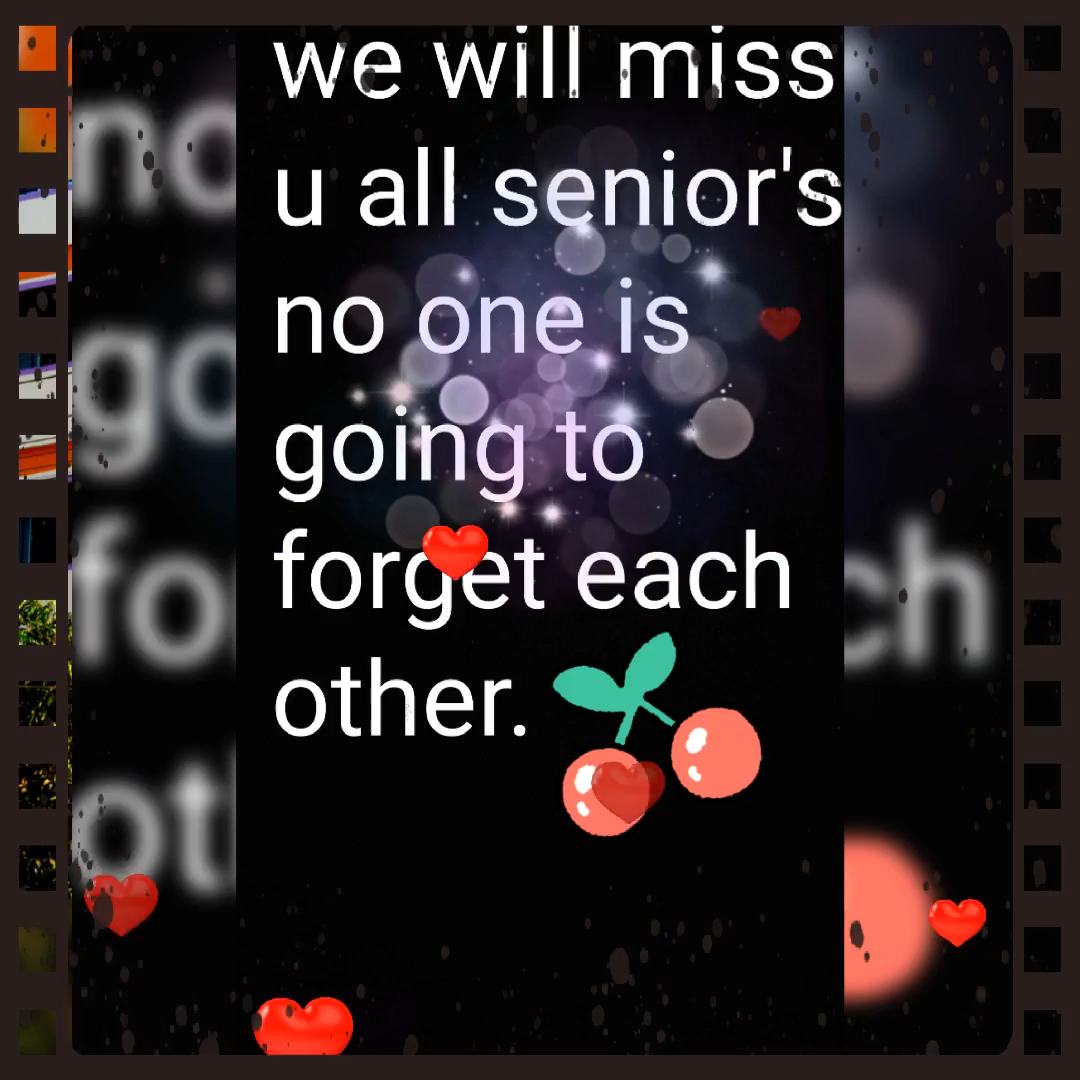 we will miss
u all senior's
no one is
going to
forget each
other.